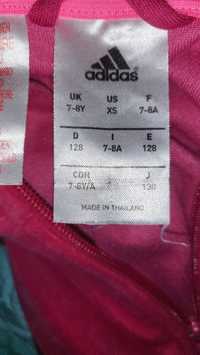 adidas
UK US F
7-8Y XS 7-8A
D I E
128 7-8A 128
CDN J
7-8Y/A 130
MADE IN THAILAND